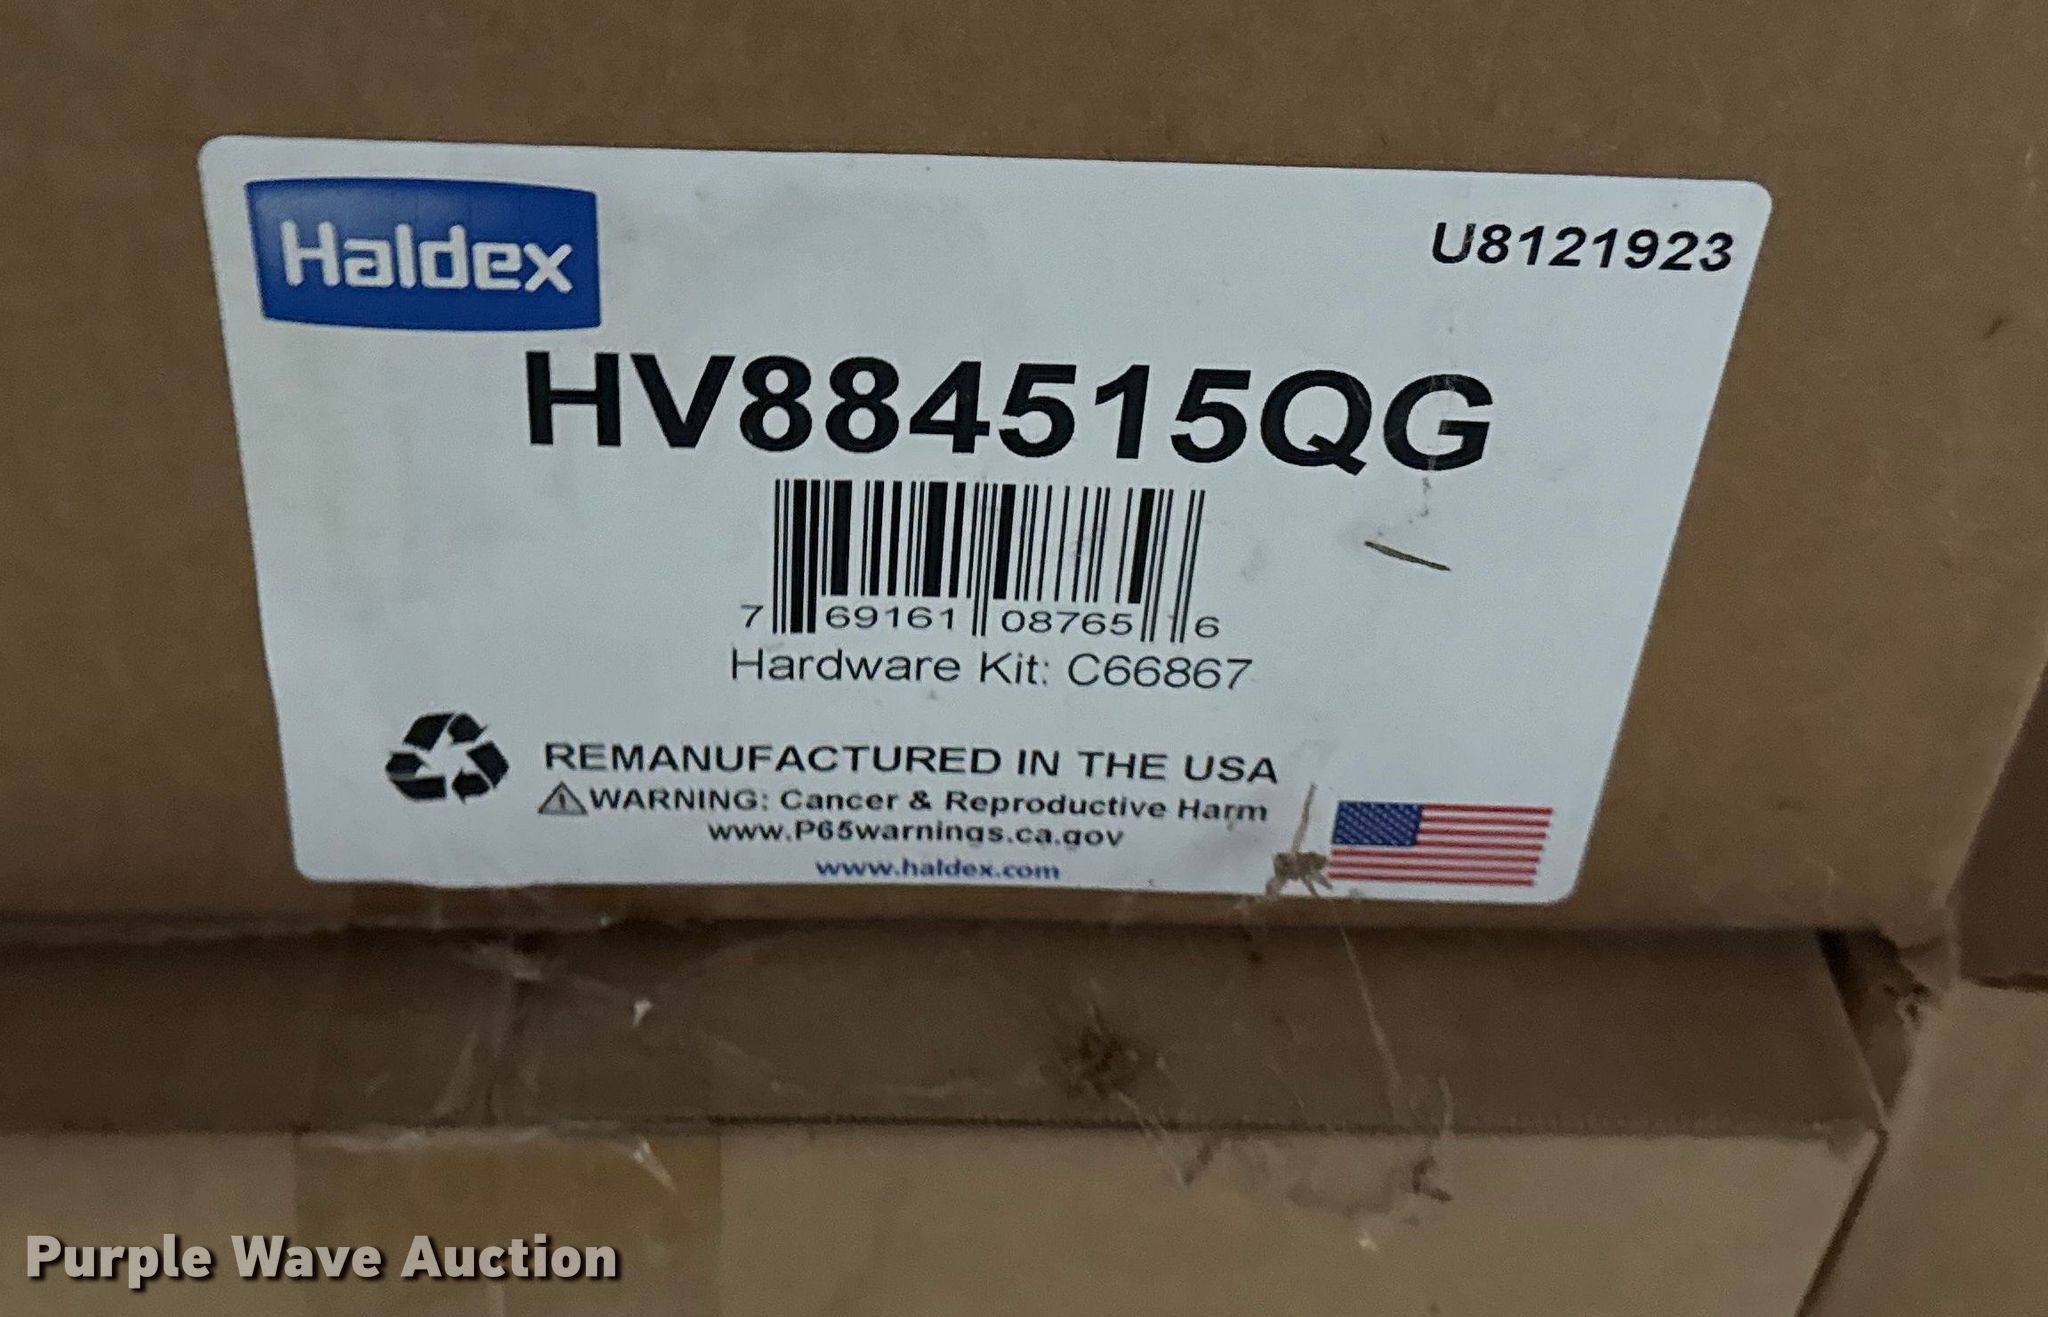 Haldex
U8121923
HV884515QG
7 69161 08765 6
Hardware Kit: C66867
REMANUFACTURED IN THE USA
WARNING: Cancer & Reproductive Harm
www.P65warnings.ca.gov
www.haldex.com
Purple Wave Auction